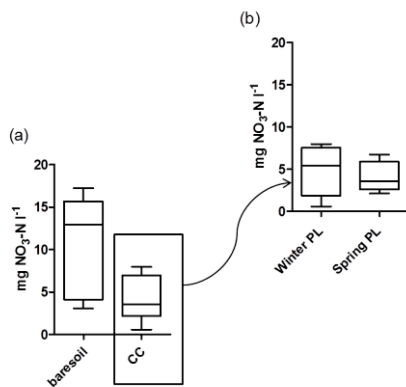 (b)
20
15
10
5
0
mg NO₃-N l⁻¹
Winter PL
Spring PL
(a)
20
15
10
5
0
mg NO₃-N l⁻¹
baresoil
CC